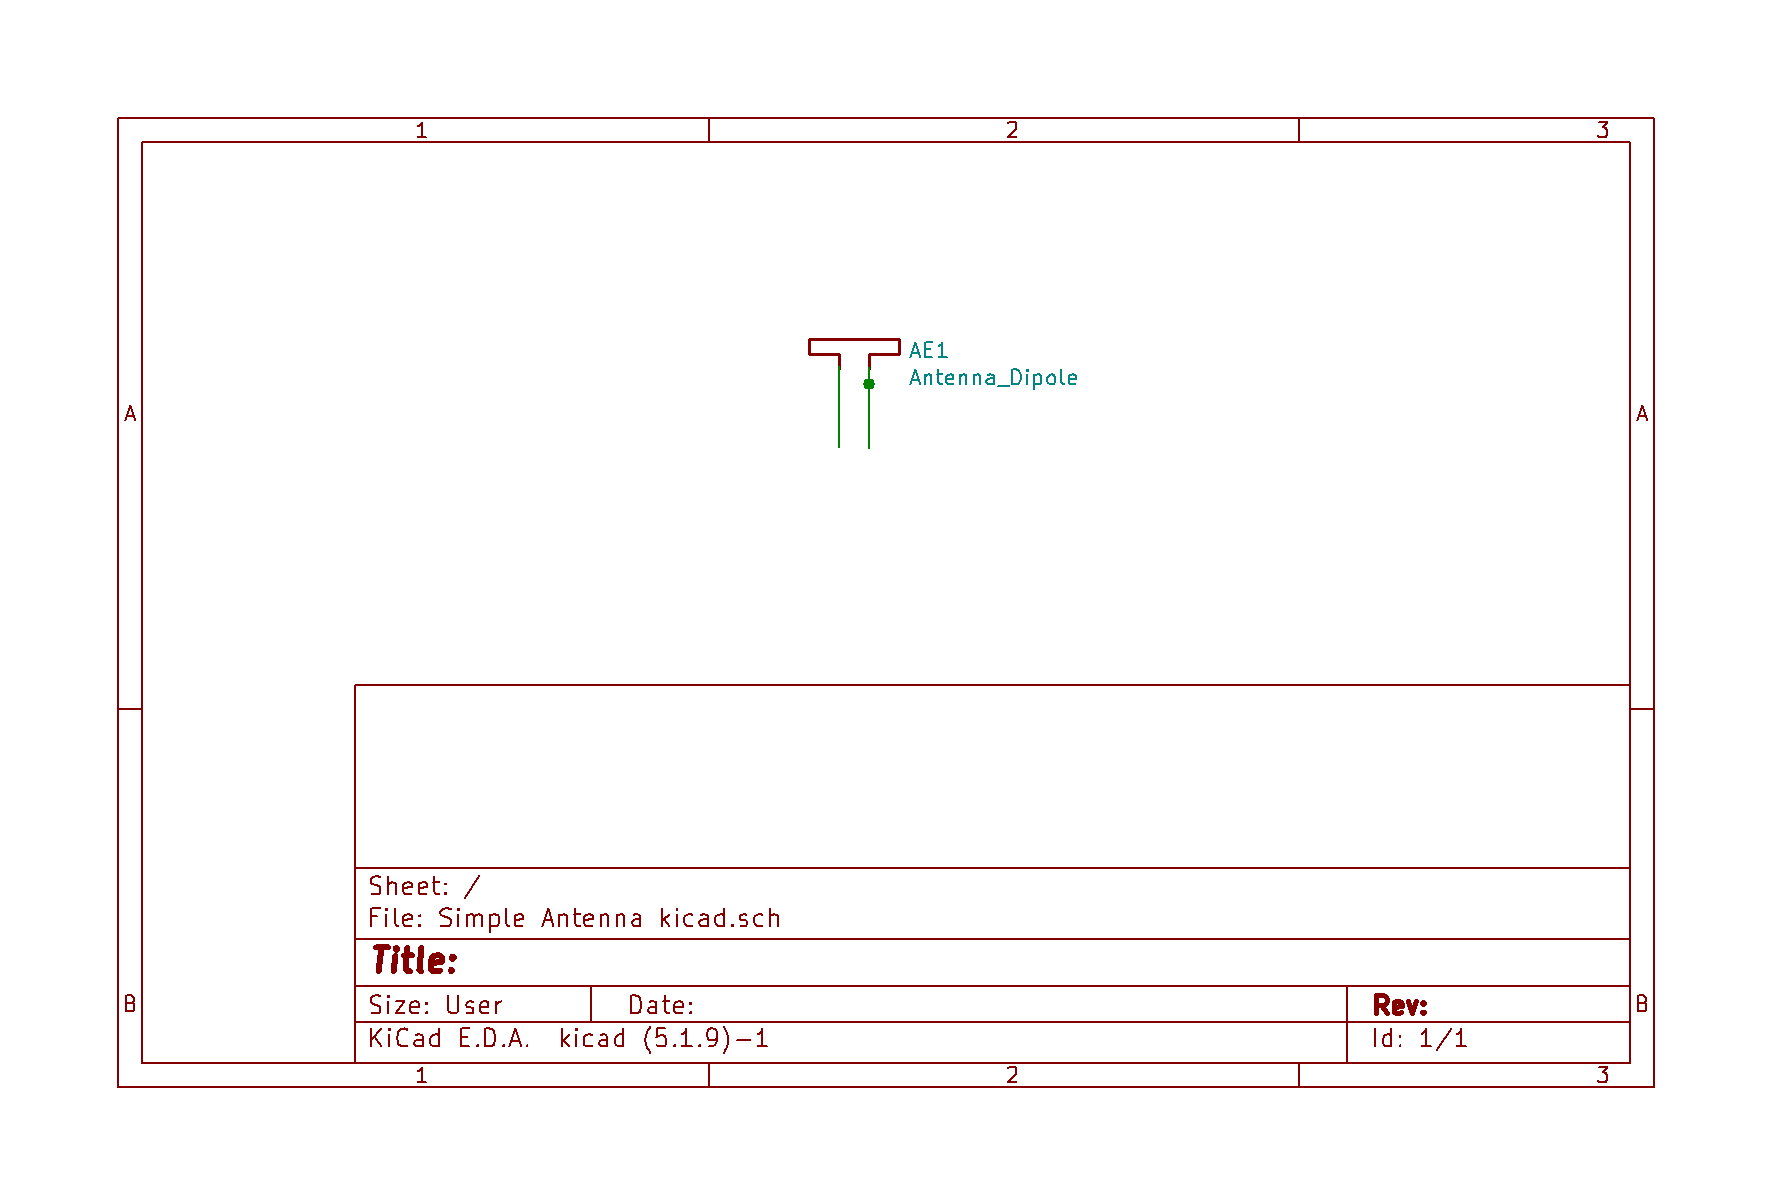 1 2 3
AE1
Antenna_Dipole
A A
Sheet: /
File: Simple Antenna kicad.sch
Title:
B Size: User Date: Rev: B
KiCad E.D.A. kicad (5.1.9)-1 Id: 1/1
1 2 3